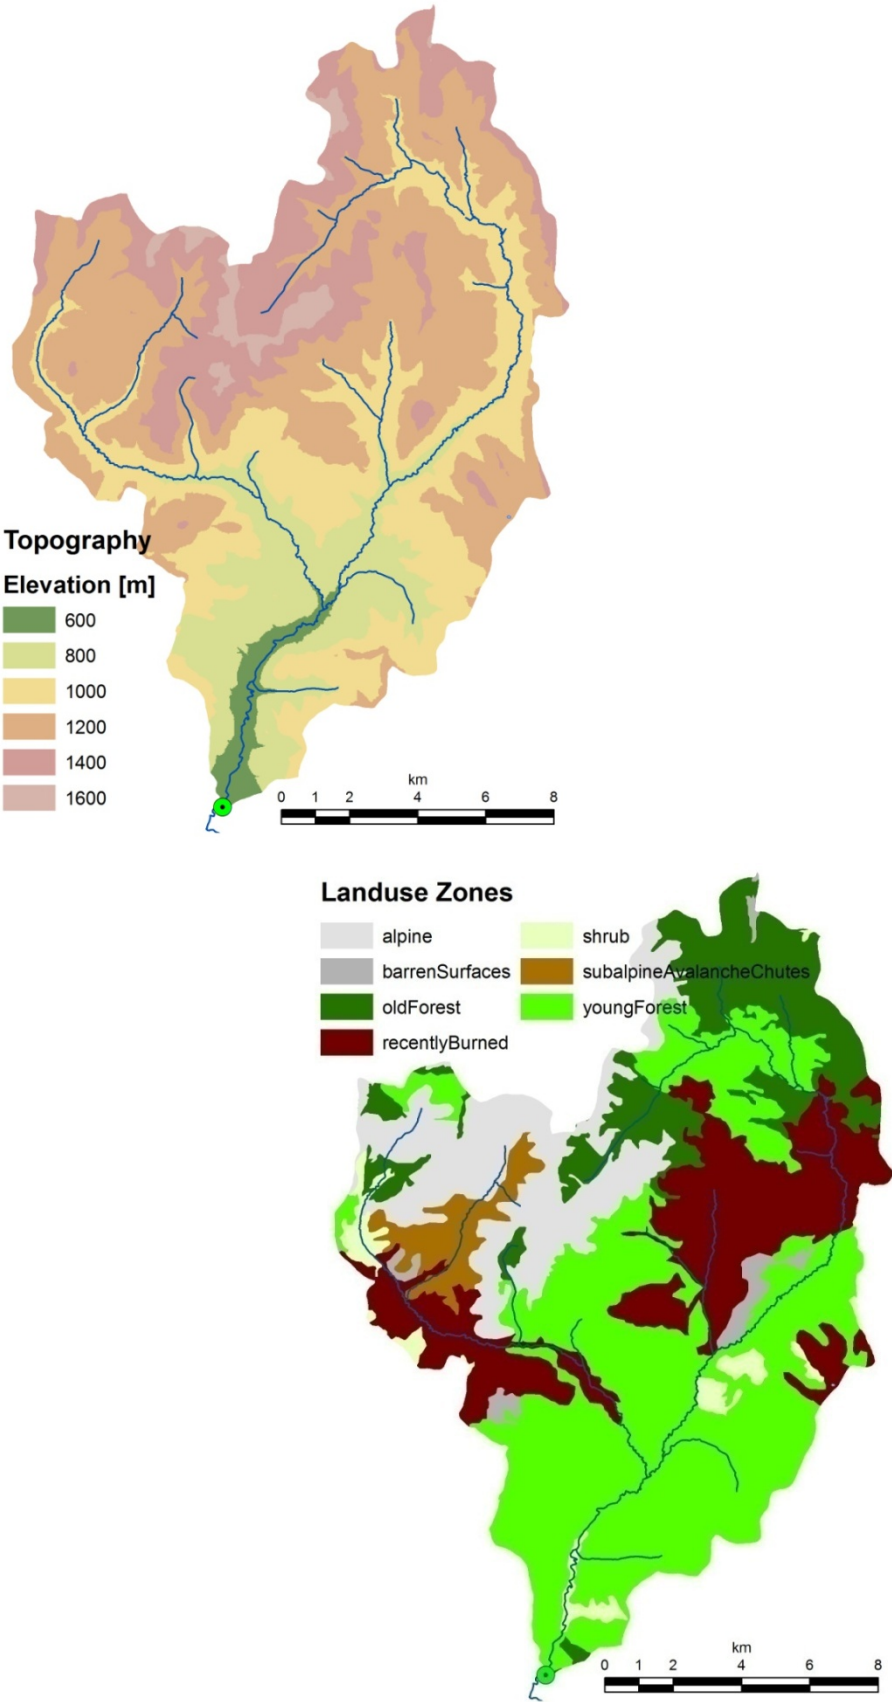 Topography
Elevation [m]
600
800
1000
1200
1400
1600
km
0 1 2 4 6 8
Landuse Zones
alpine shrub
barrenSurfaces subalpineAvalancheChutes
oldForest youngForest
recentlyBurned
km
0 1 2 4 6 8